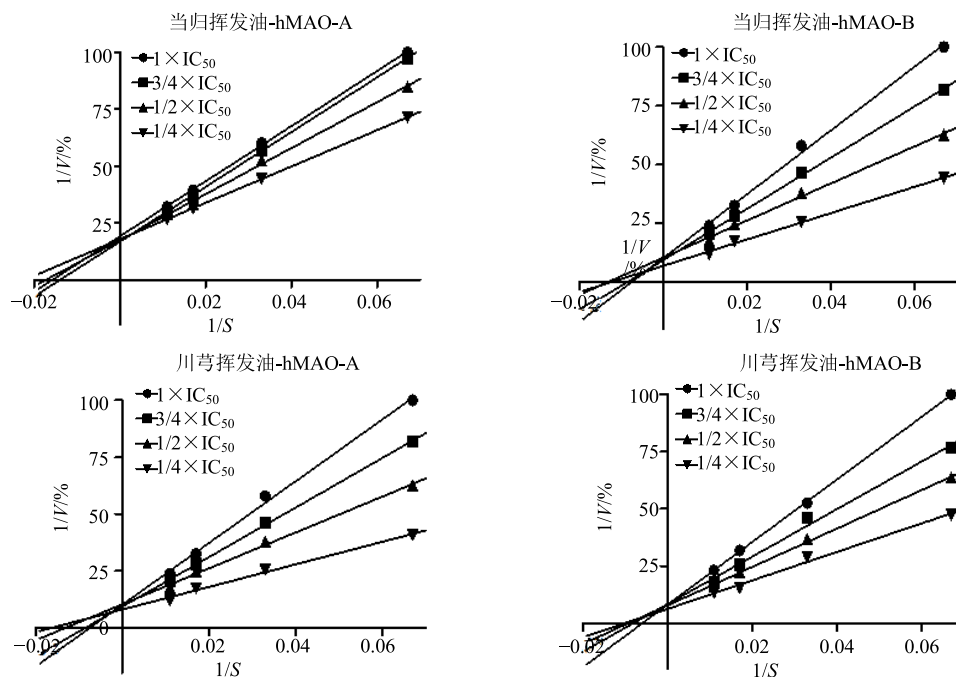 当归挥发油-hMAO-A
1×IC₅₀
3/4×IC₅₀
1/2×IC₅₀
1/4×IC₅₀
1/V/%
100
75
50
25
−0.02
0.02
0.04
0.06
1/S
当归挥发油-hMAO-B
1×IC₅₀
3/4×IC₅₀
1/2×IC₅₀
1/4×IC₅₀
1/V/%
100
75
50
25
1/V
/%
−0.02
0.02
0.04
0.06
1/S
川芎挥发油-hMAO-A
1×IC₅₀
3/4×IC₅₀
1/2×IC₅₀
1/4×IC₅₀
1/V/%
100
75
50
25
0
−0.02
0.02
0.04
0.06
1/S
川芎挥发油-hMAO-B
1×IC₅₀
3/4×IC₅₀
1/2×IC₅₀
1/4×IC₅₀
1/V/%
100
75
50
25
−0.02
0.02
0.04
0.06
1/S